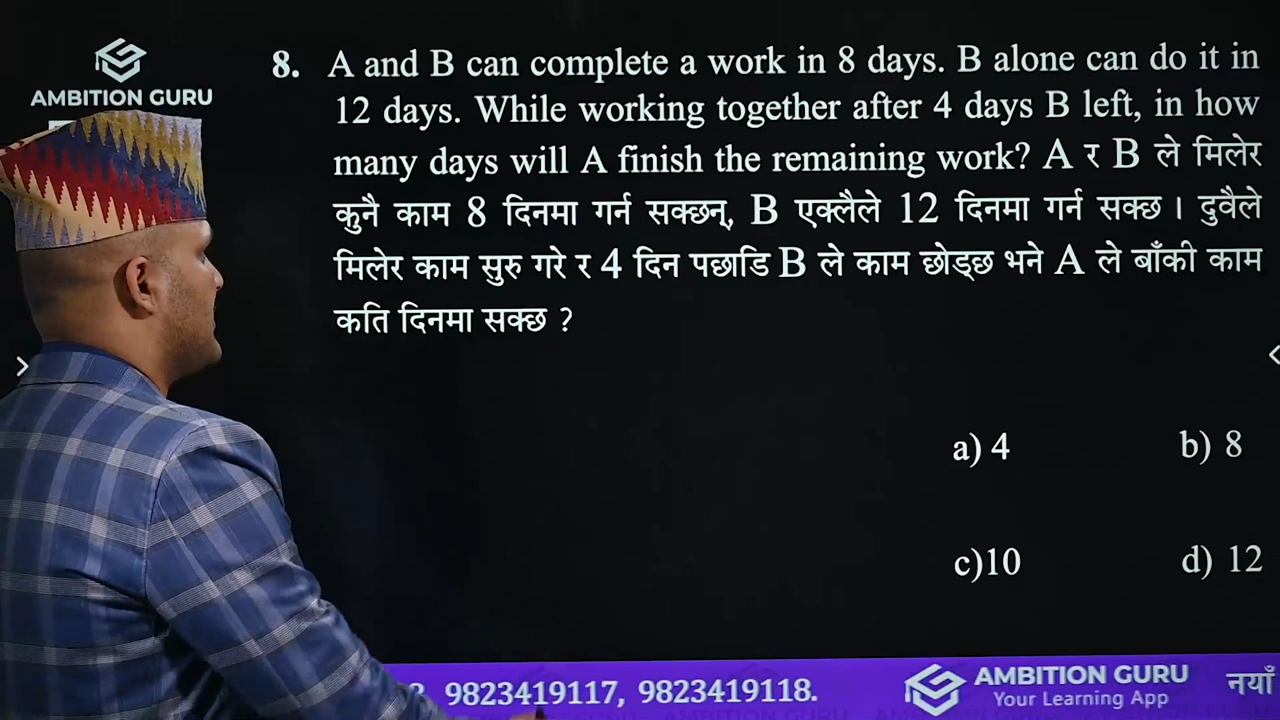 AMBITION GURU
8. A and B can complete a work in 8 days. B alone can do it in
12 days. While working together after 4 days B left, in how
many days will A finish the remaining work? A र B ले मिलेर
कुनै काम 8 दिनमा गर्न सक्छन्, B एक्लैले 12 दिनमा गर्न सक्छ । दुवैले
मिलेर काम सुरु गरे र 4 दिन पछाडि B ले काम छोड्छ भने A ले बाँकी काम
कति दिनमा सक्छ ?
a) 4
b) 8
c)10
d) 12
9823419117, 9823419118.
AMBITION GURU
Your Learning App
नयाँ